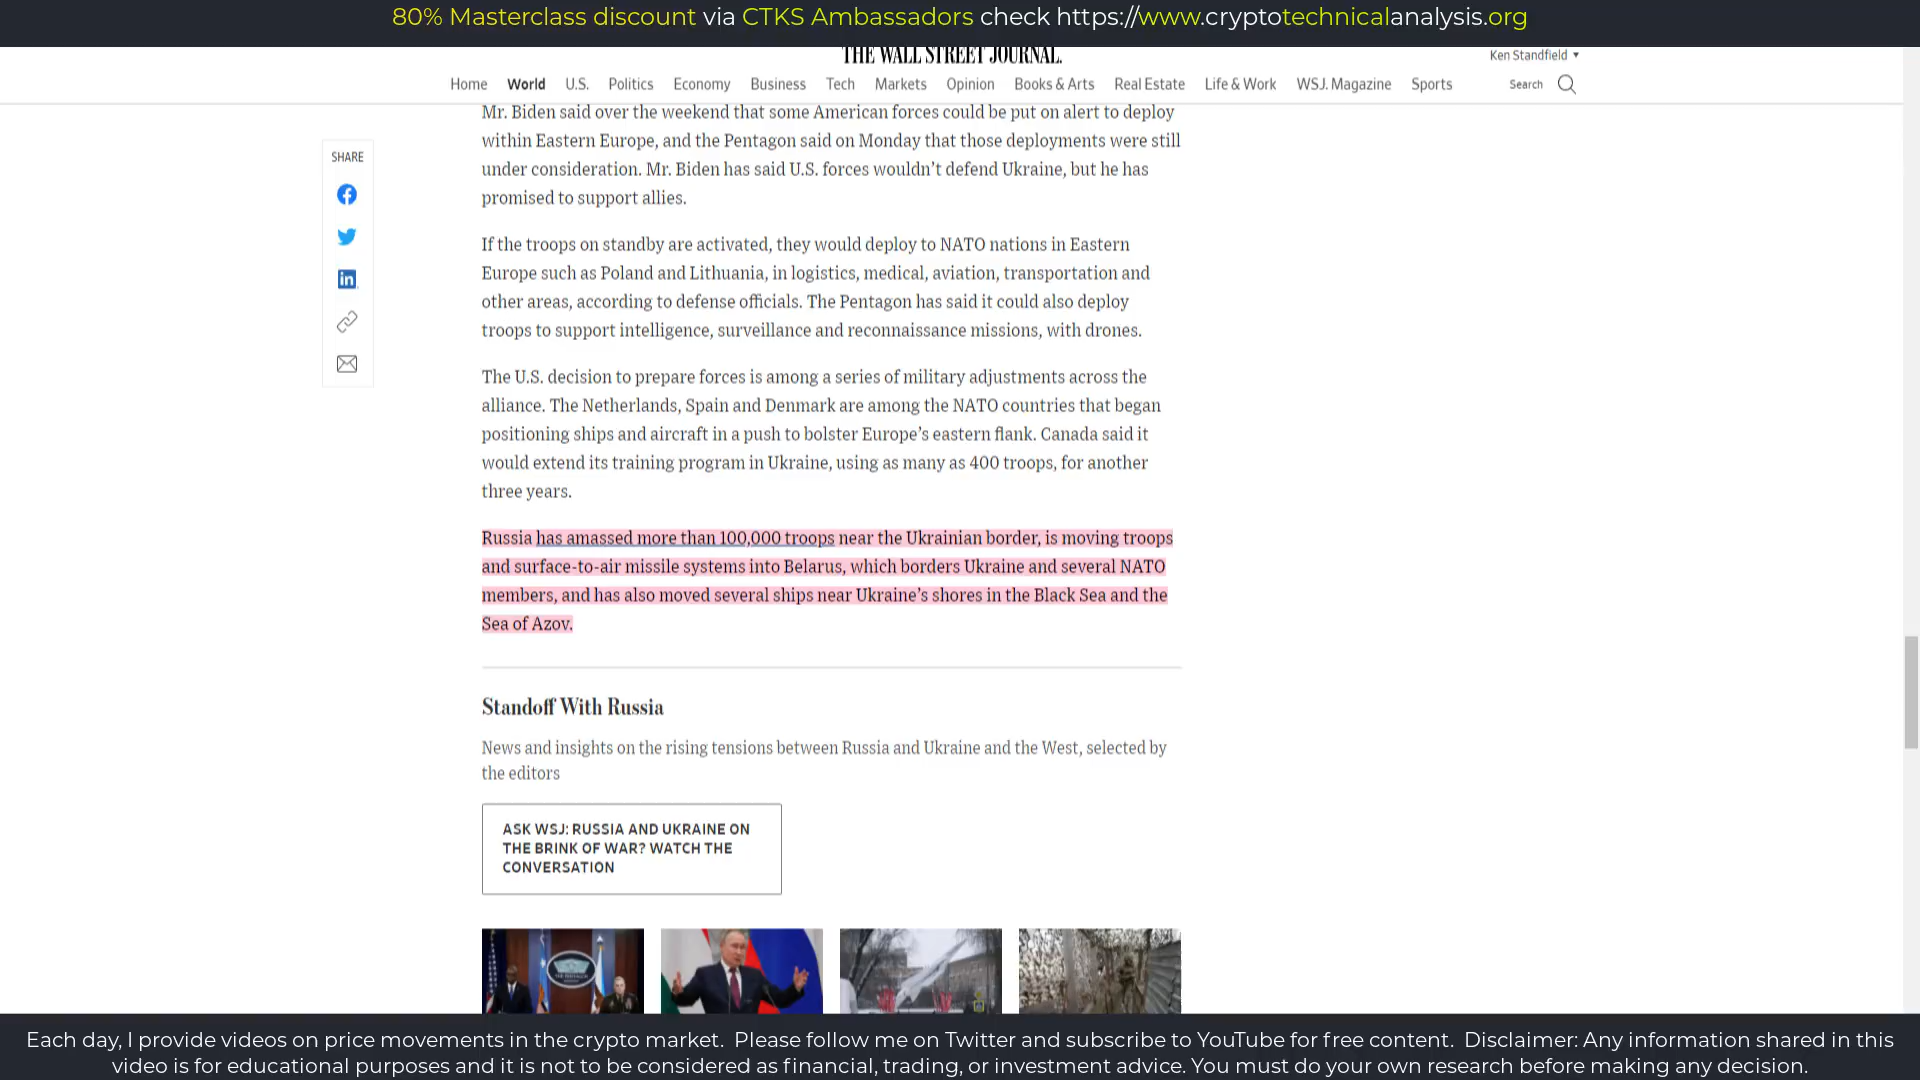 80% Masterclass discount via CTKS Ambassadors check https://www.cryptotechnicalanalysis.org
THE WALL STREET JOURNAL.
Ken Standfield
Home World U.S. Politics Economy Business Tech Markets Opinion Books & Arts Real Estate Life & Work WSJ. Magazine Sports Search
Mr. Biden said over the weekend that some American forces could be put on alert to deploy
within Eastern Europe, and the Pentagon said on Monday that those deployments were still
under consideration. Mr. Biden has said U.S. forces wouldn’t defend Ukraine, but he has
promised to support allies.
SHARE
If the troops on standby are activated, they would deploy to NATO nations in Eastern
Europe such as Poland and Lithuania, in logistics, medical, aviation, transportation and
other areas, according to defense officials. The Pentagon has said it could also deploy
troops to support intelligence, surveillance and reconnaissance missions, with drones.
The U.S. decision to prepare forces is among a series of military adjustments across the
alliance. The Netherlands, Spain and Denmark are among the NATO countries that began
positioning ships and aircraft in a push to bolster Europe’s eastern flank. Canada said it
would extend its training program in Ukraine, using as many as 400 troops, for another
three years.
Russia has amassed more than 100,000 troops near the Ukrainian border, is moving troops
and surface-to-air missile systems into Belarus, which borders Ukraine and several NATO
members, and has also moved several ships near Ukraine’s shores in the Black Sea and the
Sea of Azov.
Standoff With Russia
News and insights on the rising tensions between Russia and Ukraine and the West, selected by
the editors
ASK WSJ: RUSSIA AND UKRAINE ON
THE BRINK OF WAR? WATCH THE
CONVERSATION
Each day, I provide videos on price movements in the crypto market. Please follow me on Twitter and subscribe to YouTube for free content. Disclaimer: Any information shared in this
video is for educational purposes and it is not to be considered as financial, trading, or investment advice. You must do your own research before making any decision.